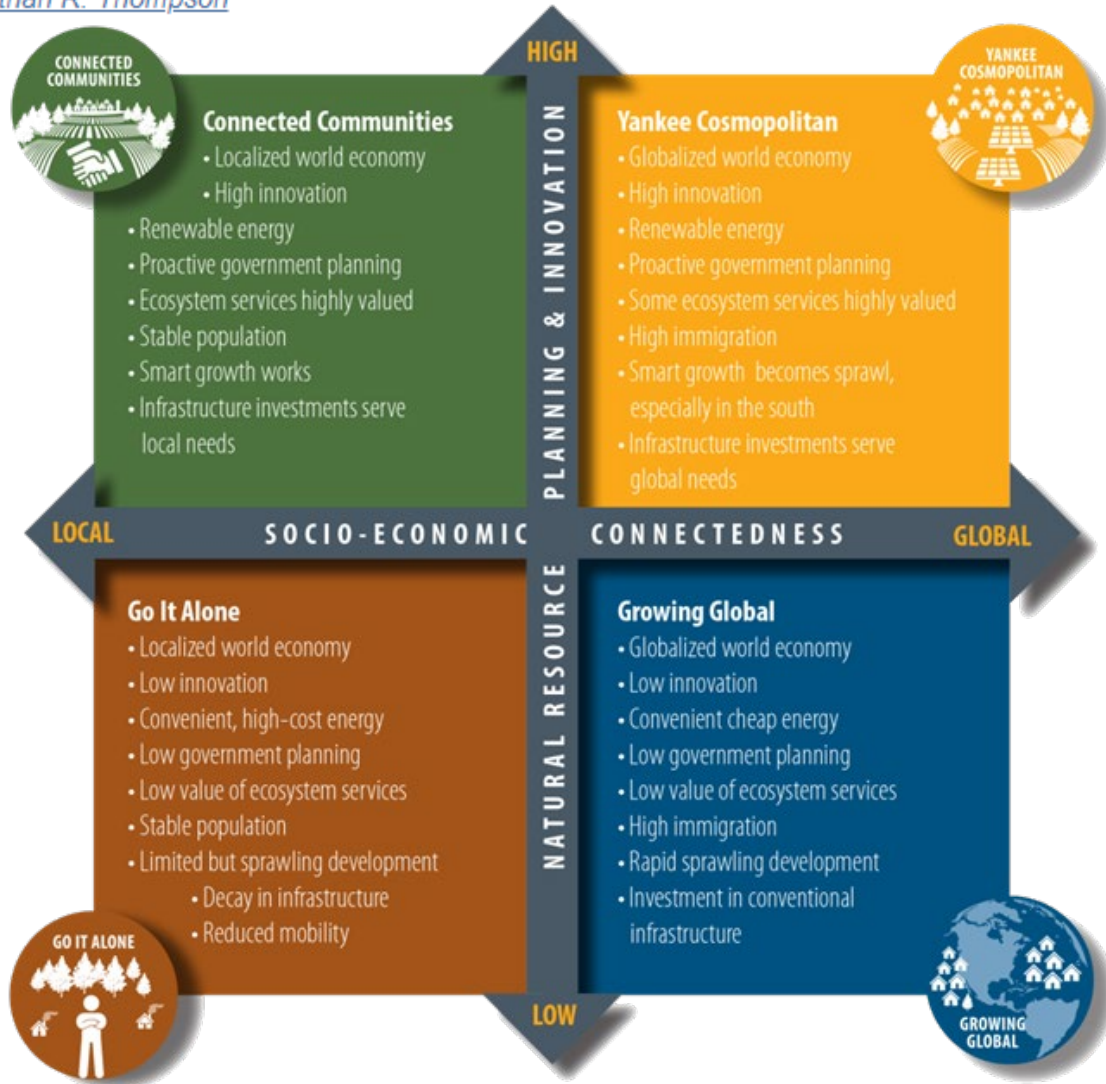 than R. Thompson
HIGH
CONNECTED
COMMUNITIES
YANKEE
COSMOPOLITAN
Connected Communities
• Localized world economy
• High innovation
• Renewable energy
• Proactive government planning
• Ecosystem services highly valued
• Stable population
• Smart growth works
• Infrastructure investments serve
local needs
Yankee Cosmopolitan
• Globalized world economy
• High innovation
• Renewable energy
• Proactive government planning
• Some ecosystem services highly valued
• High immigration
• Smart growth becomes sprawl,
especially in the south
• Infrastructure investments serve
global needs
NATURAL RESOURCE PLANNING & INNOVATION
LOCAL
SOCIO-ECONOMIC CONNECTEDNESS
GLOBAL
Go It Alone
• Localized world economy
• Low innovation
• Convenient, high-cost energy
• Low government planning
• Low value of ecosystem services
• Stable population
• Limited but sprawling development
• Decay in infrastructure
• Reduced mobility
Growing Global
• Globalized world economy
• Low innovation
• Convenient cheap energy
• Low government planning
• Low value of ecosystem services
• High immigration
• Rapid sprawling development
• Investment in conventional
infrastructure
GO IT ALONE
LOW
GROWING
GLOBAL